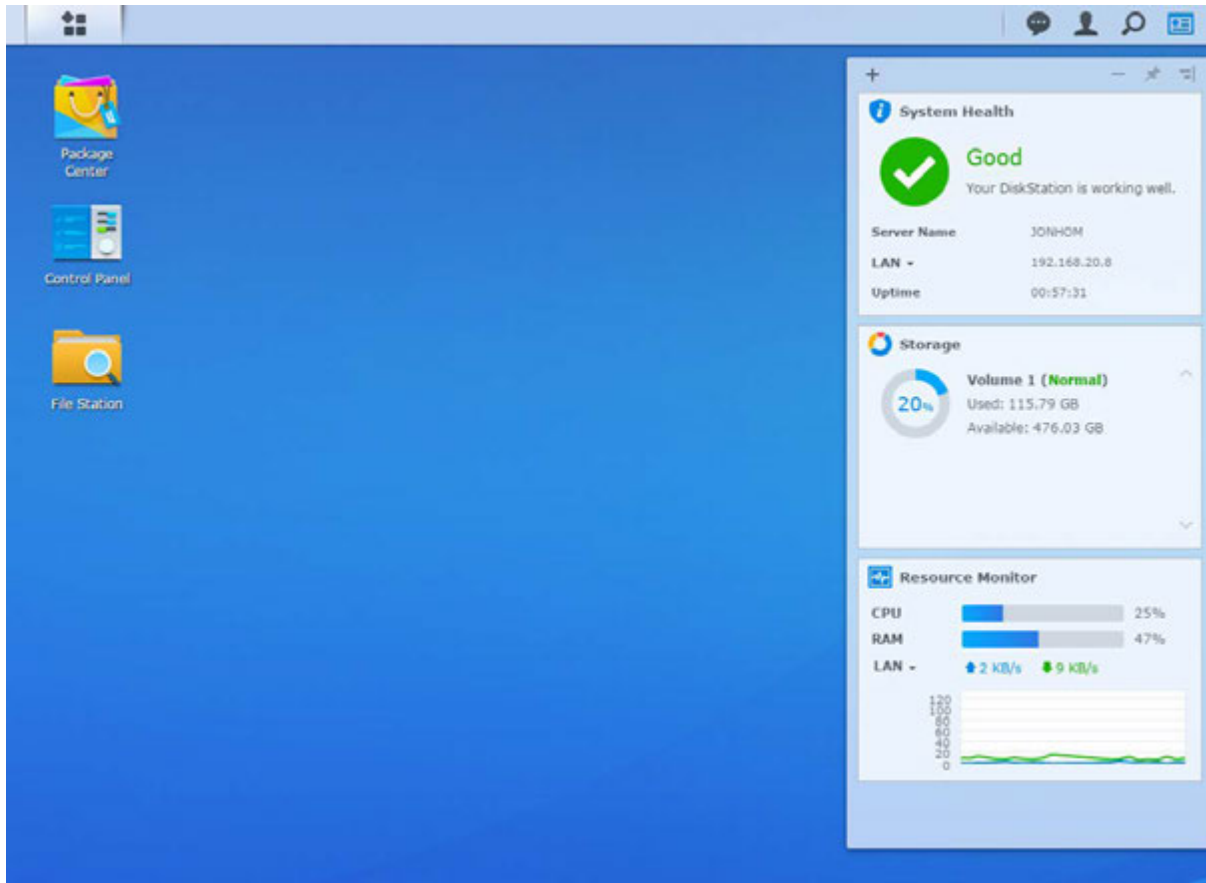 Package
Center
Control Panel
File Station
System Health
Good
Your DiskStation is working well.
Server Name JONHOM
LAN 192.168.20.8
Uptime 00:57:31
Storage
20%
Volume 1 (Normal)
Used: 115.79 GB
Available: 476.03 GB
Resource Monitor
CPU 25%
RAM 47%
LAN 2 KB/s 9 KB/s
120
100
80
60
40
20
0